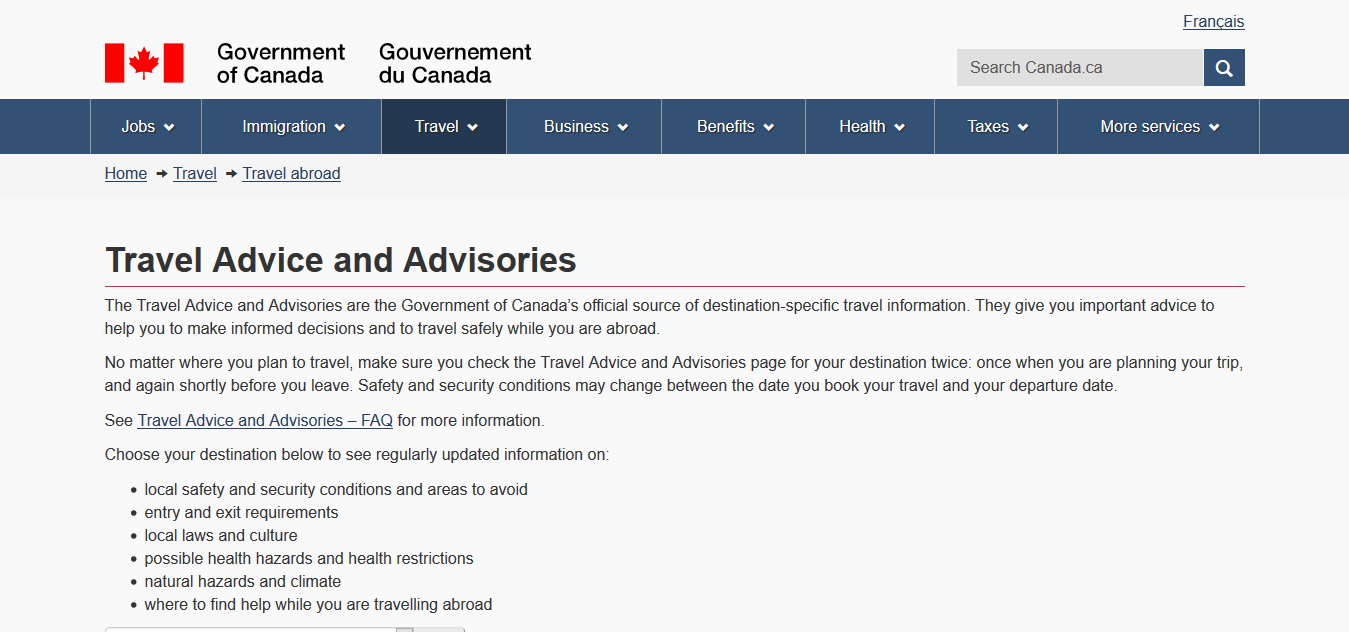 Français
Government of Canada
Gouvernement du Canada
Search Canada.ca
Jobs Immigration Travel Business Benefits Health Taxes More services
Home Travel Travel abroad
Travel Advice and Advisories
The Travel Advice and Advisories are the Government of Canada’s official source of destination-specific travel information. They give you important advice to
help you to make informed decisions and to travel safely while you are abroad.
No matter where you plan to travel, make sure you check the Travel Advice and Advisories page for your destination twice: once when you are planning your trip,
and again shortly before you leave. Safety and security conditions may change between the date you book your travel and your departure date.
See Travel Advice and Advisories – FAQ for more information.
Choose your destination below to see regularly updated information on:
• local safety and security conditions and areas to avoid
• entry and exit requirements
• local laws and culture
• possible health hazards and health restrictions
• natural hazards and climate
• where to find help while you are travelling abroad